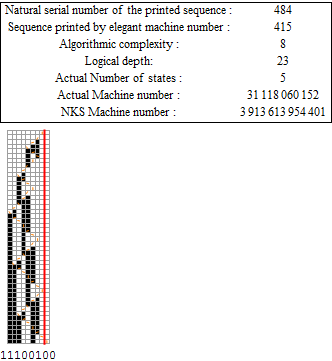 Natural serial number of the printed sequence : 484
Sequence printed by elegant machine number : 415
Algorithmic complexity : 8
Logical depth: 23
Actual Number of states : 5
Actual Machine number : 31 118 060 152
NKS Machine number : 3 913 613 954 401
11100100